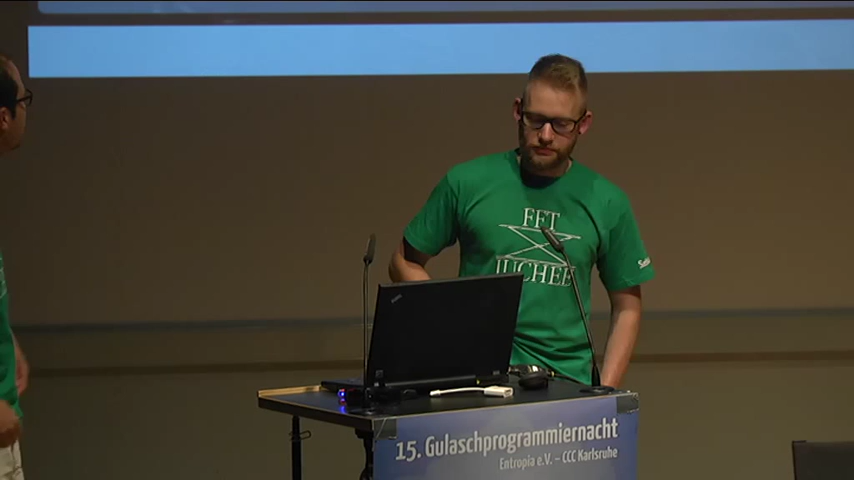 FFT
JUCHEE
15. Gulaschprogrammiernacht
Entropia e.V. – CCC Karlsruhe